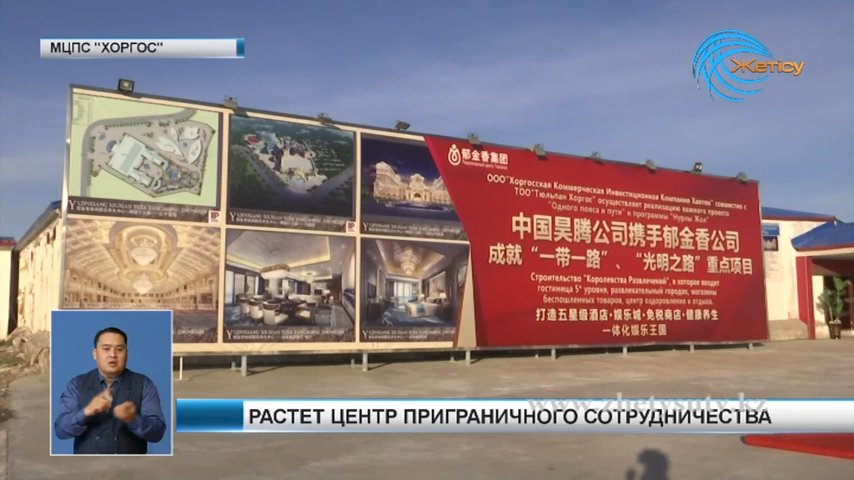 МЦПС "ХОРГОС"
Жетісу
郁金香集团
ООО"Хоргосская Коммерческая Инвестиционная Компания Хаотен" совместно с
ТОО"Тюльпан Хоргос" осуществляет реализацию важного проекта
"Одного пояса и пути" и программы "Нурлы Жол"
中国昊腾公司携手郁金香公司
成就“一带一路”、“光明之路”重点项目
Строительство "Королевства Развлечений", в которое входят
гостиница 5* уровня, развлекательный городок, магазины
беспошленных товаров, центр оздоровления и отдыха.
打造五星级酒店·娱乐城·免税商店·健康养生
一体化娱乐王国
www.zhetysutv.kz
РАСТЕТ ЦЕНТР ПРИГРАНИЧНОГО СОТРУДНИЧЕСТВА